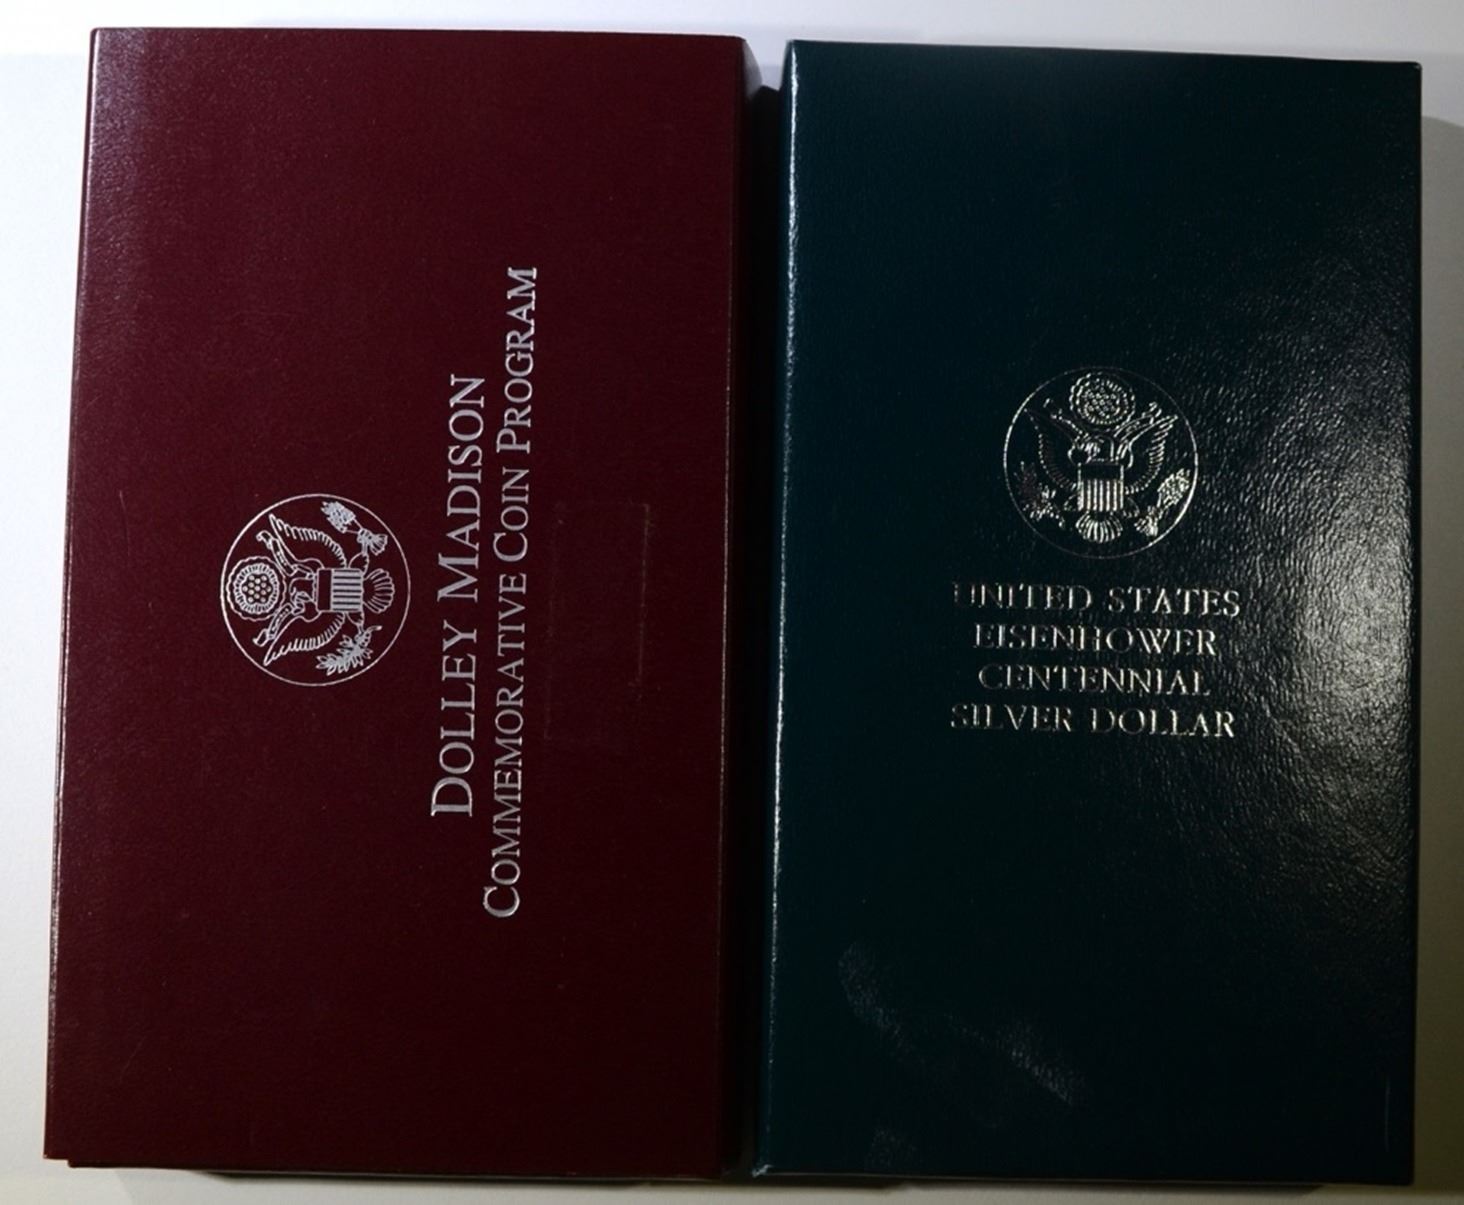 DOLLEY MADISON
COMMEMORATIVE COIN PROGRAM
UNITED STATES
EISENHOWER
CENTENNIAL
SILVER DOLLAR